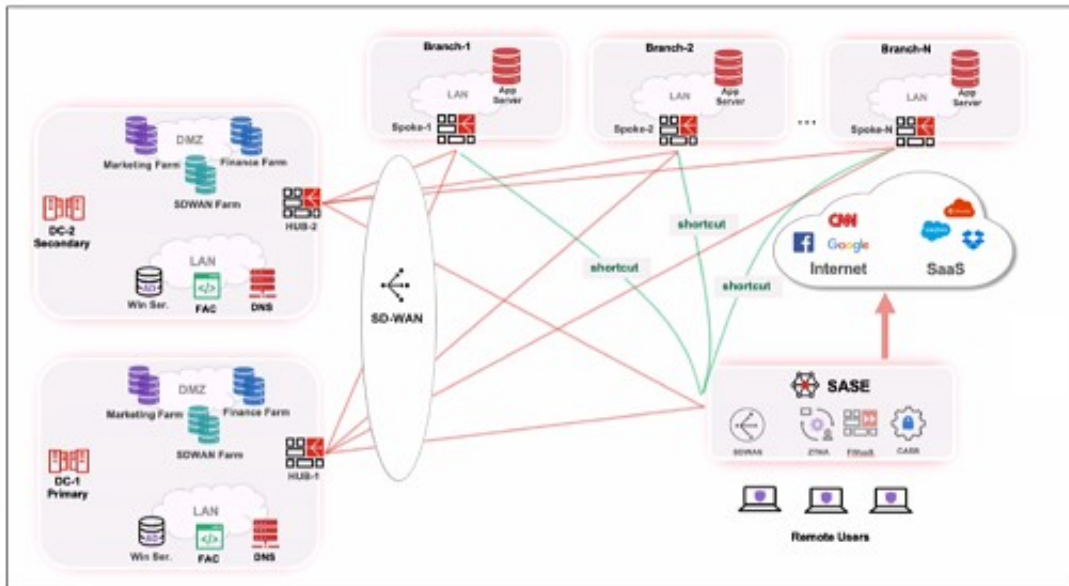 Branch-1
LAN
App
Server
Spoke-1
Branch-2
LAN
App
Server
Spoke-2
...
Branch-N
LAN
App
Server
Spoke-N
DMZ
Marketing Farm
Finance Farm
SDWAN Farm
HUB-2
DC-2
Secondary
LAN
AD
Win Ser.
FAC
DNS
SD-WAN
shortcut
shortcut
shortcut
CNN
Google
Internet
SaaS
DMZ
Marketing Farm
Finance Farm
SDWAN Farm
HUB-1
DC-1
Primary
LAN
AD
Win Ser.
FAC
DNS
SASE
SDWAN
ZTNA
FWaaS
CASB
Remote Users